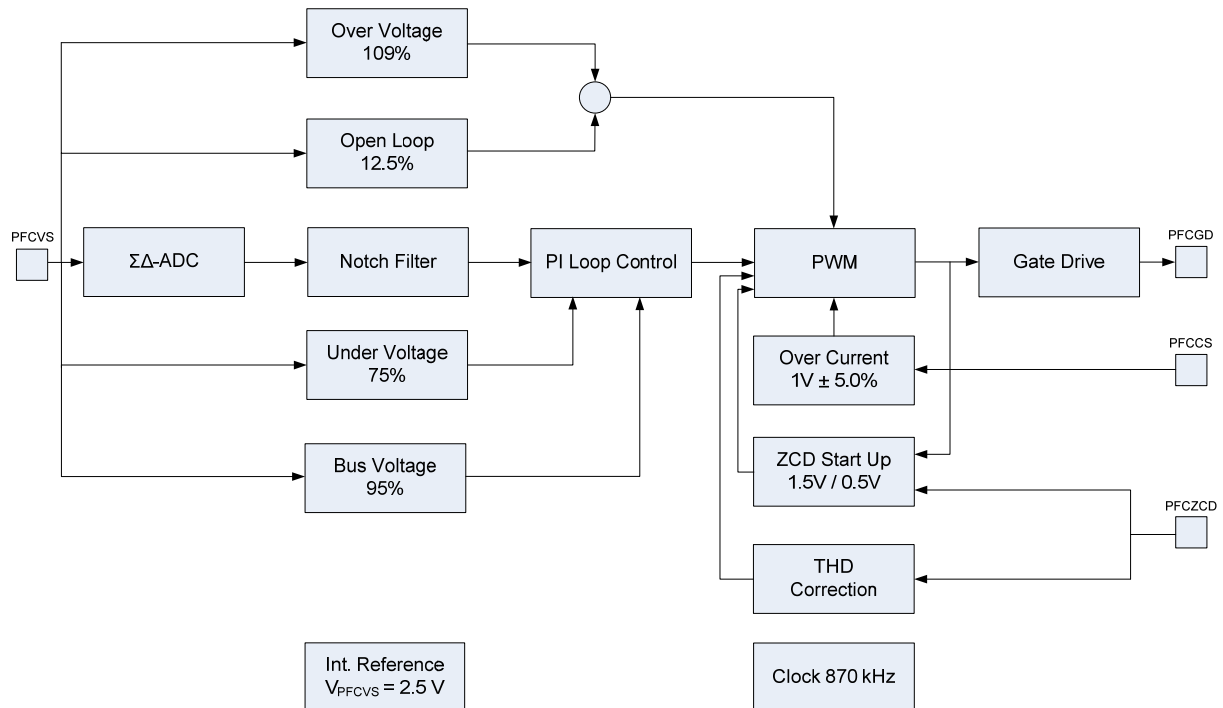 Over Voltage
109%
Open Loop
12.5%
PFCVS
ΣΔ-ADC
Notch Filter
PI Loop Control
PWM
Gate Drive
PFCGD
Under Voltage
75%
Over Current
1V ± 5.0%
PFCCS
Bus Voltage
95%
ZCD Start Up
1.5V / 0.5V
PFCZCD
THD
Correction
Int. Reference
VPFCVS = 2.5 V
Clock 870 kHz